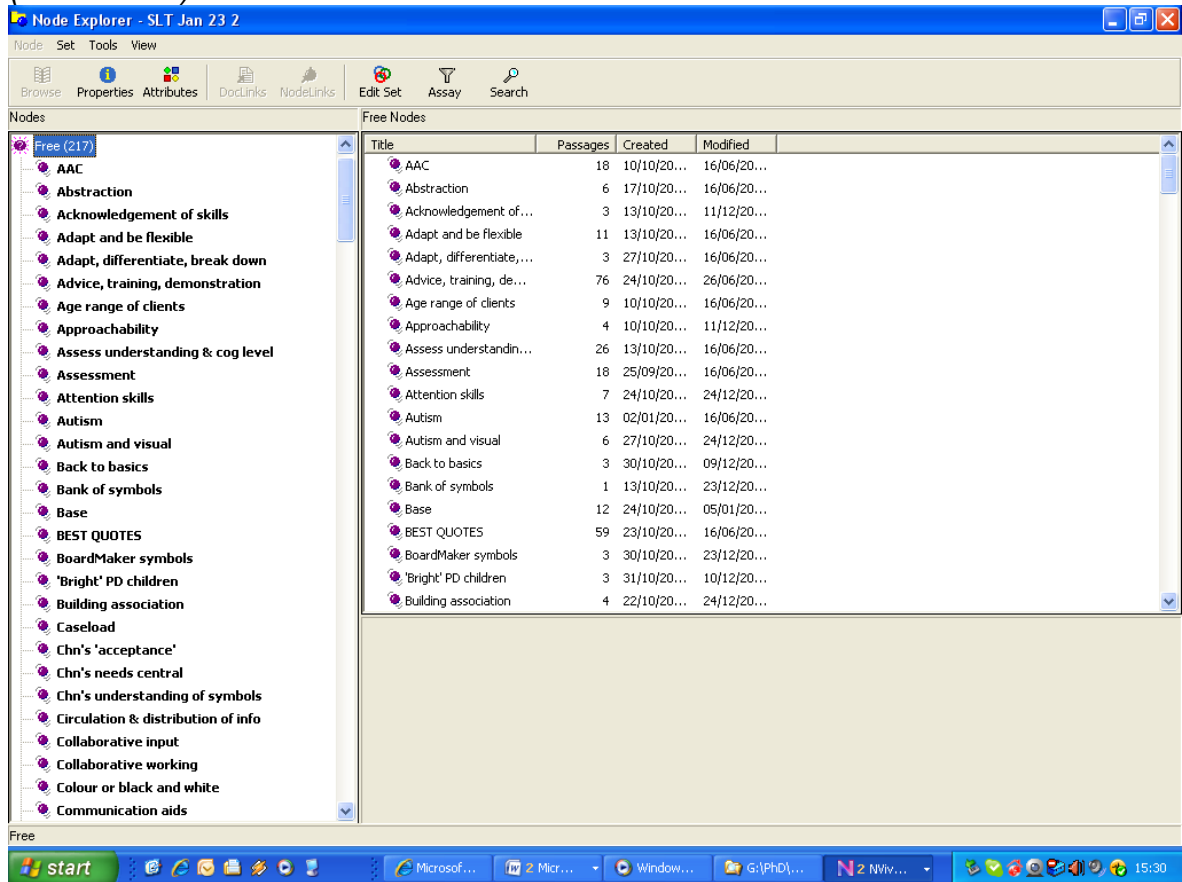 Node Explorer - SLT Jan 23 2
Node Set Tools View
Browse Properties Attributes DocLinks NodeLinks Edit Set Assay Search
Nodes
Free (217)
AAC
Abstraction
Acknowledgement of skills
Adapt and be flexible
Adapt, differentiate, break down
Advice, training, demonstration
Age range of clients
Approachability
Assess understanding & cog level
Assessment
Attention skills
Autism
Autism and visual
Back to basics
Bank of symbols
Base
BEST QUOTES
BoardMaker symbols
'Bright' PD children
Building association
Caseload
Chn's 'acceptance'
Chn's needs central
Chn's understanding of symbols
Circulation & distribution of info
Collaborative input
Collaborative working
Colour or black and white
Communication aids
Free Nodes
Title Passages Created Modified
AAC 18 10/10/20... 16/06/20...
Abstraction 6 17/10/20... 16/06/20...
Acknowledgement of... 3 13/10/20... 11/12/20...
Adapt and be flexible 11 13/10/20... 16/06/20...
Adapt, differentiate,... 3 27/10/20... 16/06/20...
Advice, training, de... 76 24/10/20... 26/06/20...
Age range of clients 9 10/10/20... 16/06/20...
Approachability 4 10/10/20... 11/12/20...
Assess understandin... 26 13/10/20... 16/06/20...
Assessment 18 25/09/20... 16/06/20...
Attention skills 7 24/10/20... 24/12/20...
Autism 13 02/01/20... 16/06/20...
Autism and visual 6 27/10/20... 24/12/20...
Back to basics 3 30/10/20... 09/12/20...
Bank of symbols 1 13/10/20... 23/12/20...
Base 12 24/10/20... 05/01/20...
BEST QUOTES 59 23/10/20... 16/06/20...
BoardMaker symbols 3 30/10/20... 23/12/20...
'Bright' PD children 3 31/10/20... 10/12/20...
Building association 4 22/10/20... 24/12/20...
Free
start Microsof... 2 Micr... Window... G:\PhD\... 2 NViv... 15:30